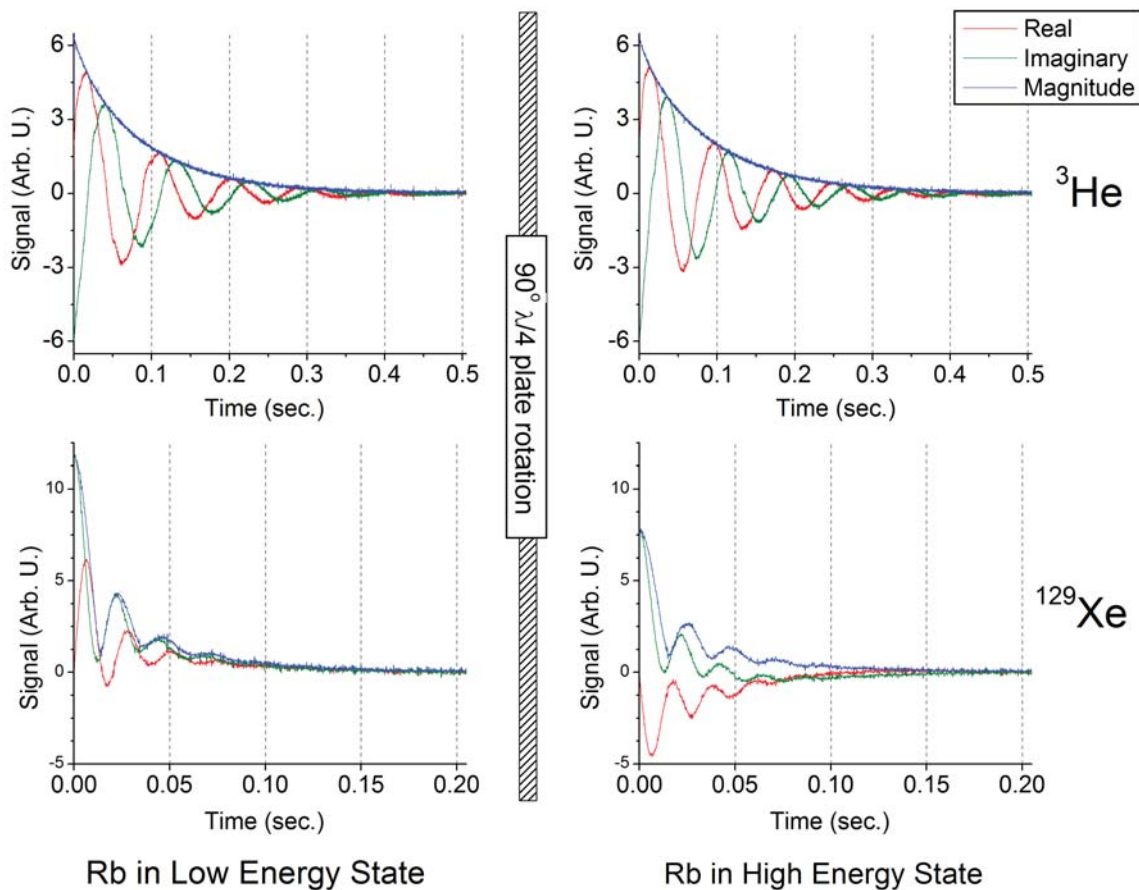 Real
Imaginary
Magnitude
6
3
0
-3
-6
Signal (Arb. U.)
0.0 0.1 0.2 0.3 0.4 0.5
Time (sec.)
90° λ/4 plate rotation
6
3
0
-3
-6
Signal (Arb. U.)
0.0 0.1 0.2 0.3 0.4 0.5
Time (sec.)
³He
10
5
0
-5
Signal (Arb. U.)
0.00 0.05 0.10 0.15 0.20
Time (sec.)
Rb in Low Energy State
10
5
0
-5
Signal (Arb. U.)
0.00 0.05 0.10 0.15 0.20
Time (sec.)
¹²⁹Xe
Rb in High Energy State